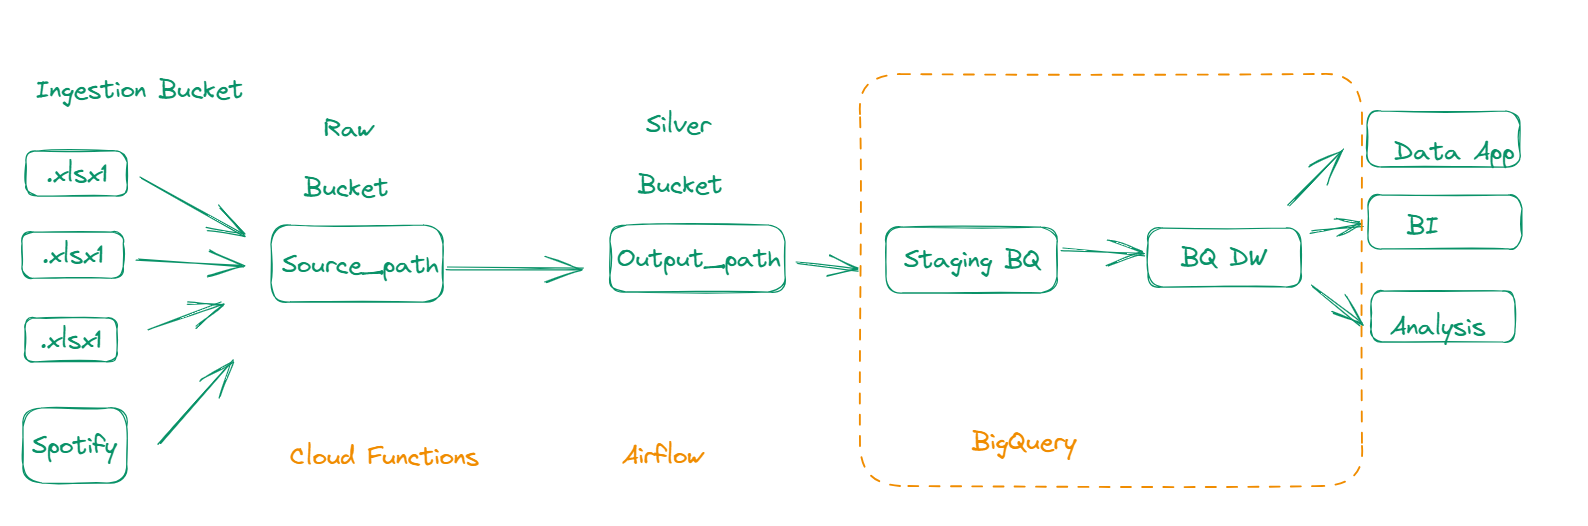 Ingestion Bucket
.xlsx1
.xlsx1
.xlsx1
Spotify
Raw
Bucket
Source_path
Cloud Functions
Silver
Bucket
Output_path
Airflow
Staging BQ
BQ DW
BigQuery
Data App
BI
Analysis